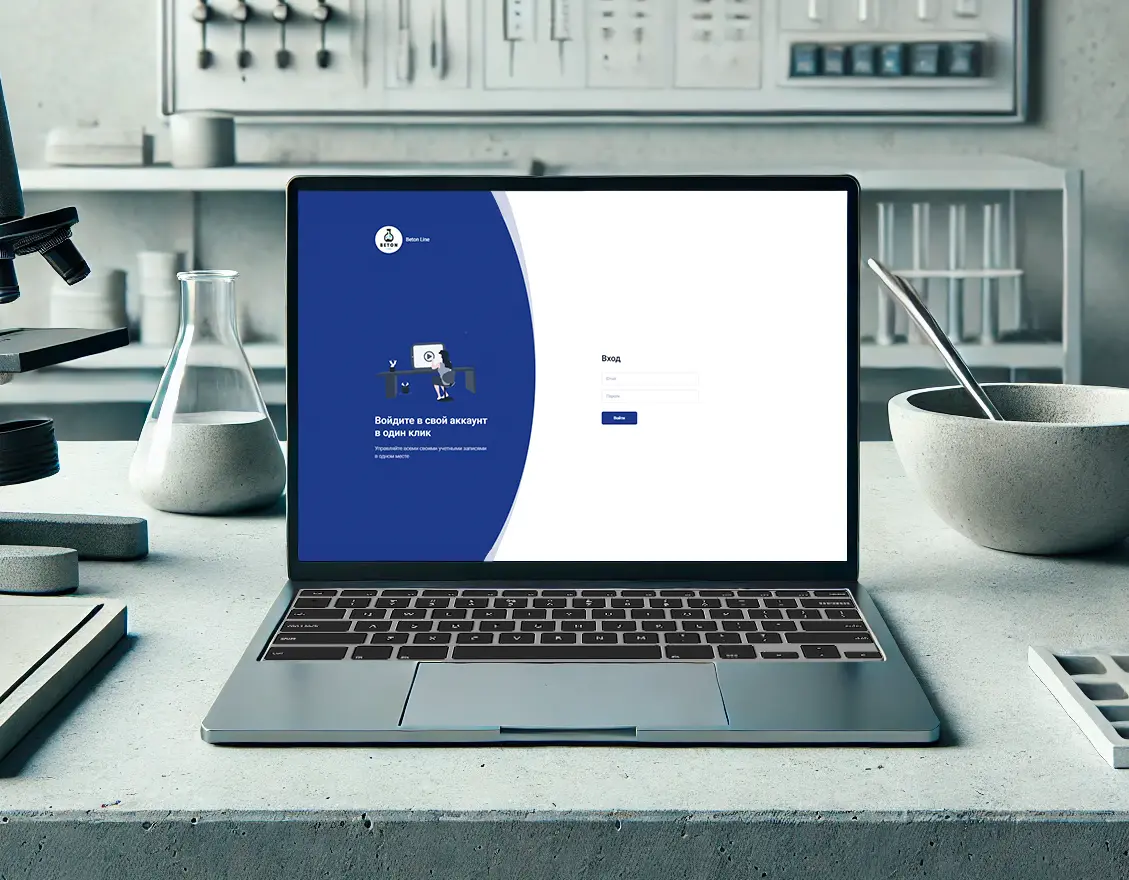 BETON
Beton Line
Войдите в свой аккаунт
в один клик
Управляйте всеми своими учетными записями
в одном месте
Вход
Email
Пароль
Войти